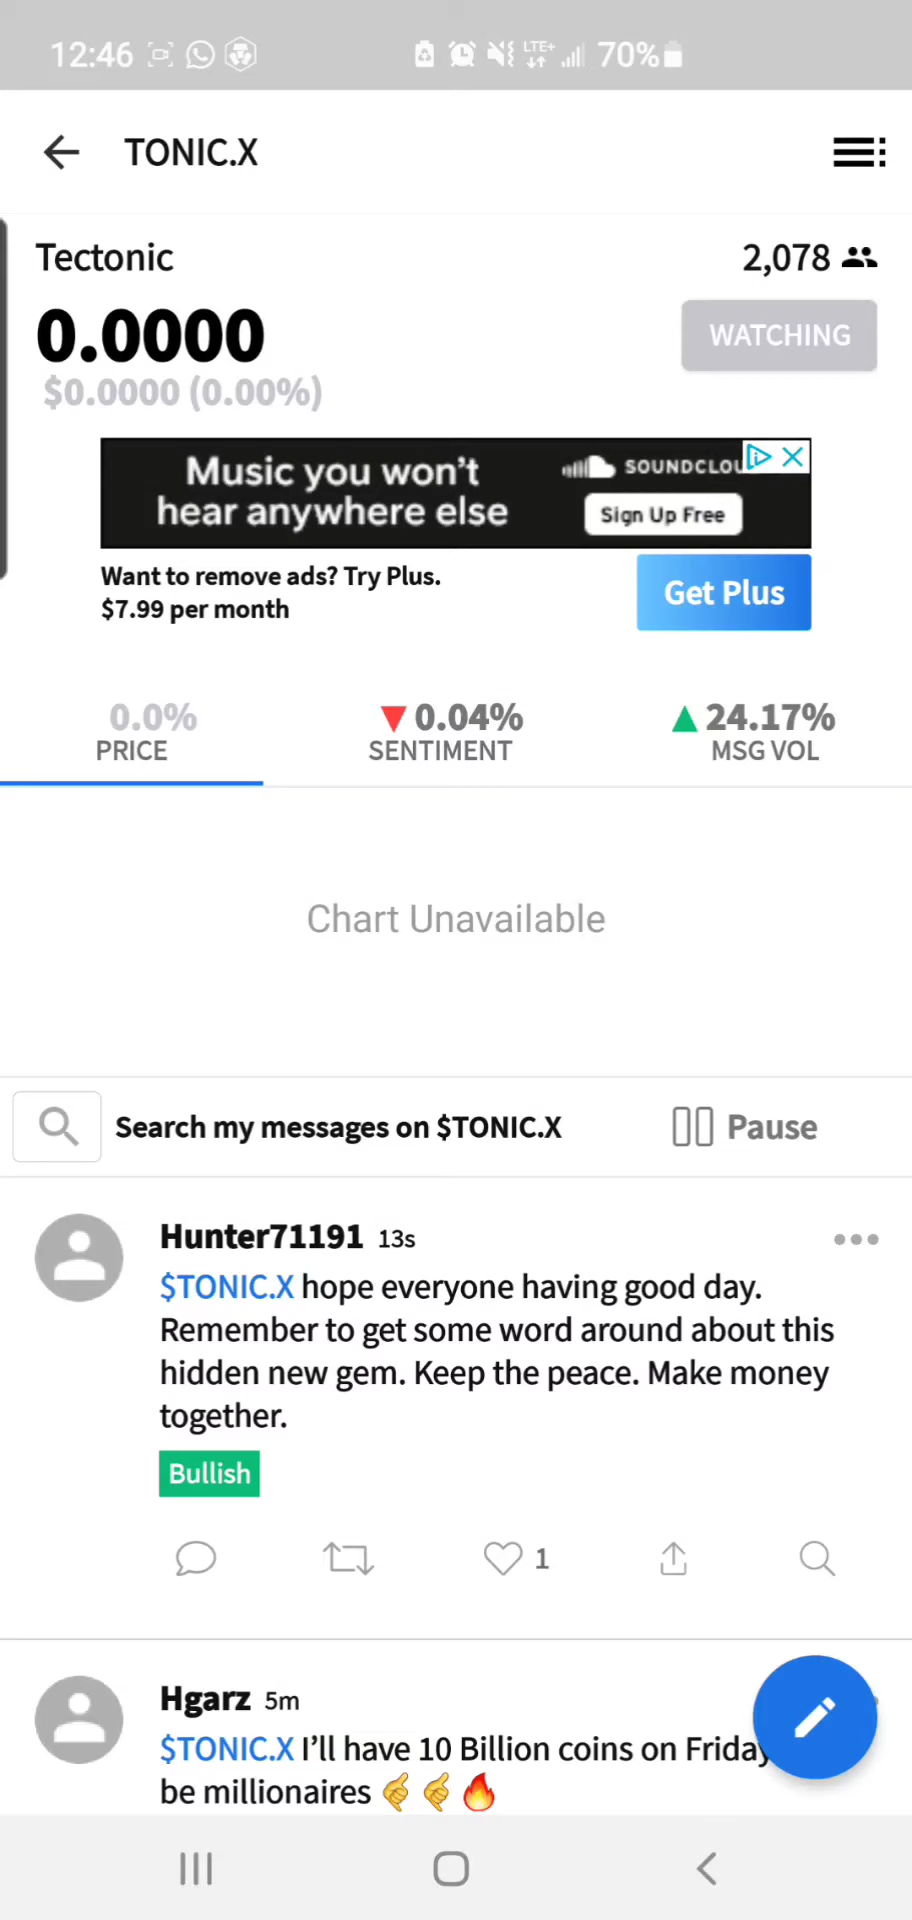 12:46 LTE+ 70%
TONIC.X
Tectonic 2,078
0.0000 WATCHING
$0.0000 (0.00%)
Music you won't
hear anywhere else
SOUNDCLOU
Sign Up Free
Want to remove ads? Try Plus.
$7.99 per month
Get Plus
0.0% 0.04% 24.17%
PRICE SENTIMENT MSG VOL
Chart Unavailable
Search my messages on $TONIC.X Pause
Hunter71191 13s
$TONIC.X hope everyone having good day.
Remember to get some word around about this
hidden new gem. Keep the peace. Make money
together.
Bullish
1
Hgarz 5m
$TONIC.X I’ll have 10 Billion coins on Friday
be millionaires 🤙🤙🔥